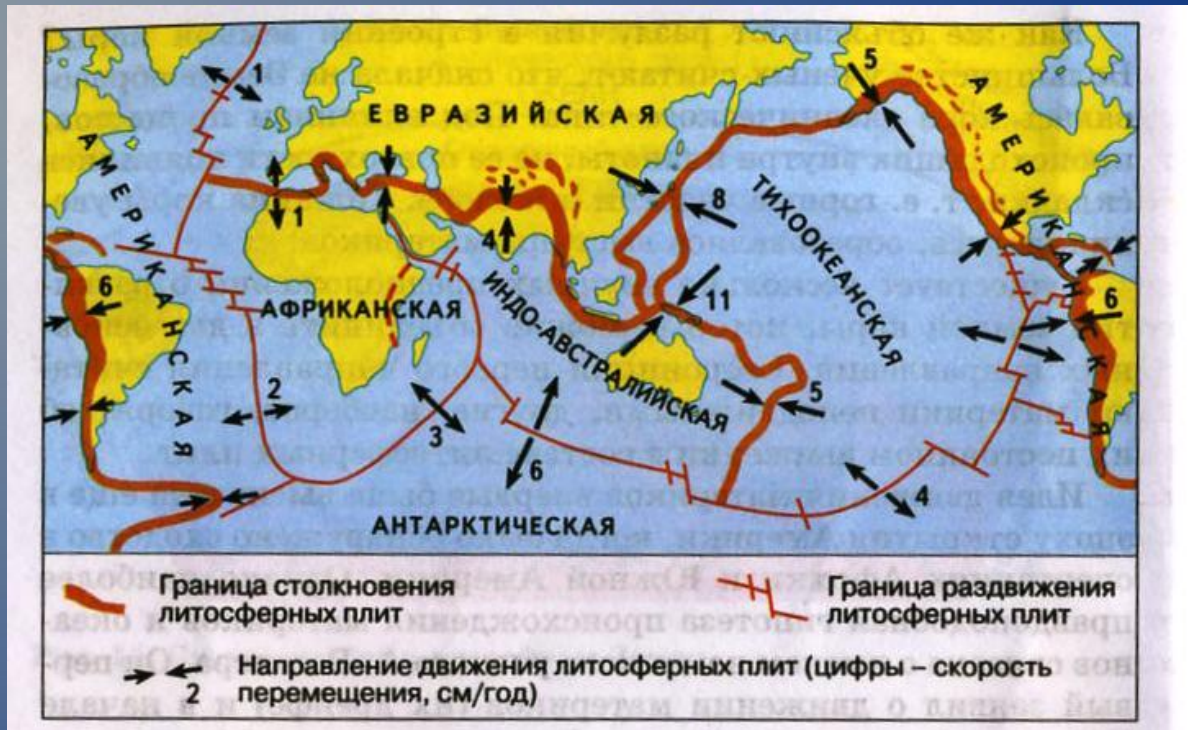 ЕВРАЗИЙСКАЯ
АМЕРИКАНСКАЯ
АФРИКАНСКАЯ
ИНДО-АВСТРАЛИЙСКАЯ
ТИХООКЕАНСКАЯ
АМЕРИКАНСКАЯ
АНТАРКТИЧЕСКАЯ
1
1
4
8
5
11
6
6
2
3
6
5
4
Граница столкновения
литосферных плит
Граница раздвижения
литосферных плит
Направление движения литосферных плит (цифры – скорость
2 перемещения, см/год)